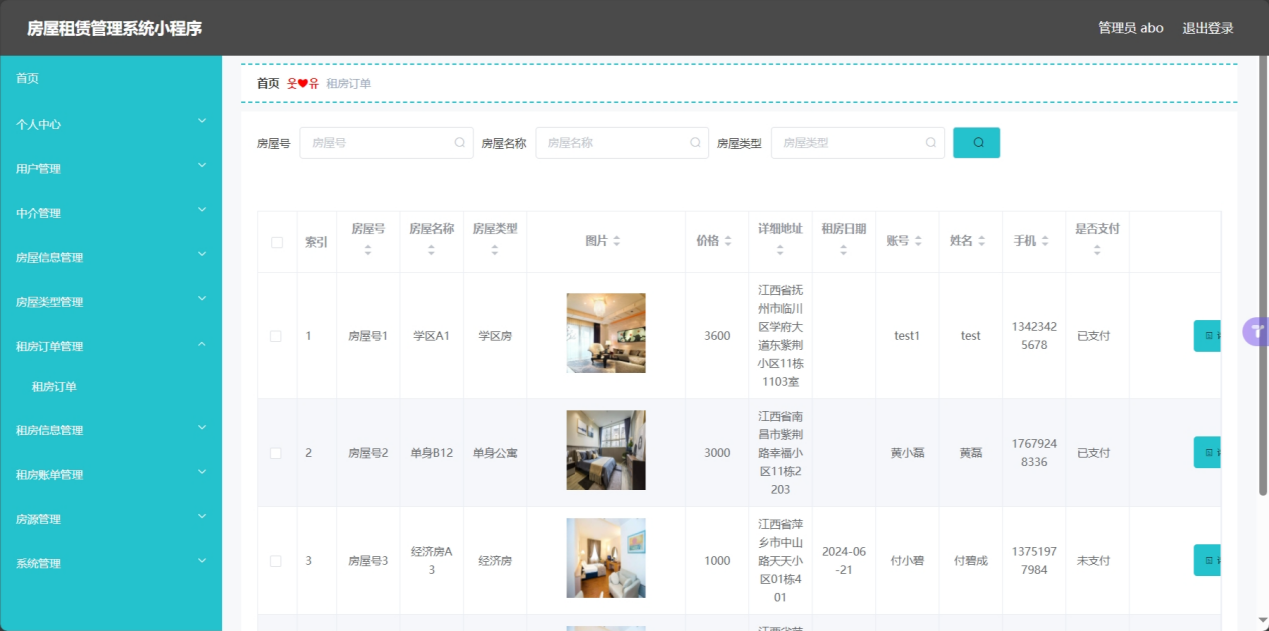 房屋租赁管理系统小程序
管理员 abo 退出登录
首页
个人中心
用户管理
中介管理
房屋信息管理
房屋类型管理
租房订单管理
租房订单
租房信息管理
租房账单管理
房源管理
系统管理
首页 웃❤유 租房订单
房屋号 房屋号 房屋名称 房屋名称 房屋类型 房屋类型
索引 房屋号 房屋名称 房屋类型 图片 价格 详细地址 租房日期 账号 姓名 手机 是否支付
1 房屋号1 学区A1 学区房 3600
江西省抚
州市临川
区学府大
道东紫荆
小区11栋
1103室
test1 test
1342342
5678
已支付
2 房屋号2 单身B12 单身公寓 3000
江西省南
昌市紫荆
路幸福小
区11栋2
203
黄小磊 黄磊
1767924
8336
已支付
3 房屋号3
经济房A
3
经济房 1000
江西省萍
乡市中山
路天天小
区01栋4
01
2024-06
-21
付小碧 付碧成
1375197
7984
未支付